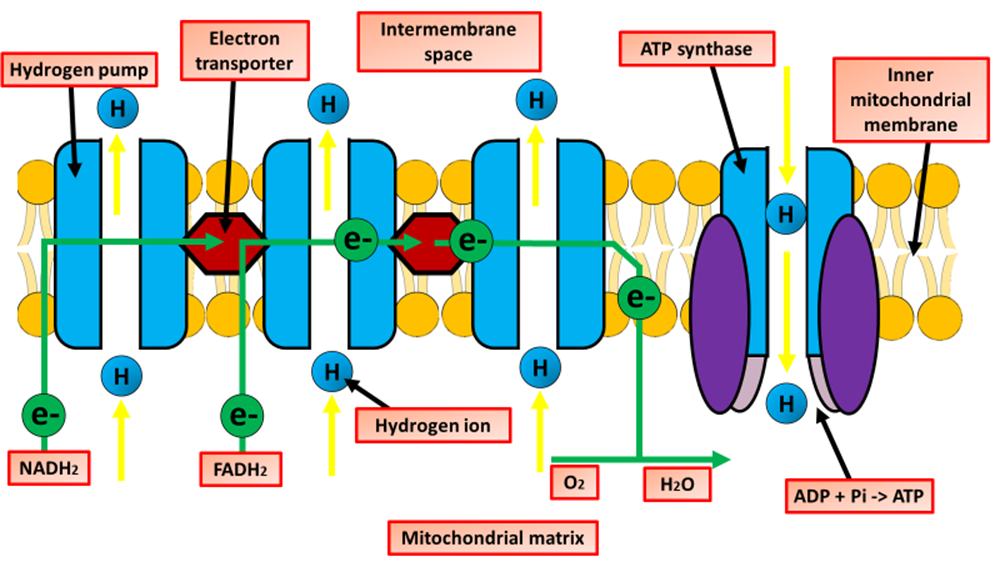 Hydrogen pump
Electron
transporter
Intermembrane
space
ATP synthase
Inner
mitochondrial
membrane
H
H
H
H
e-
e-
e-
H
H
H
H
e-
e-
Hydrogen ion
NADH2
FADH2
O2
H2O
ADP + Pi -> ATP
Mitochondrial matrix